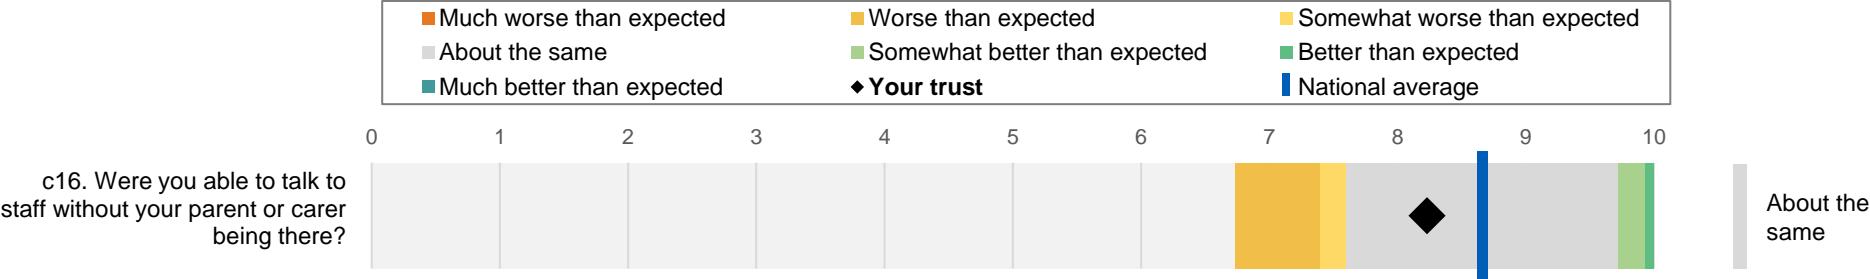 Much worse than expected
Worse than expected
Somewhat worse than expected
About the same
Somewhat better than expected
Better than expected
Much better than expected
Your trust
National average
0 1 2 3 4 5 6 7 8 9 10
c16. Were you able to talk to
staff without your parent or carer
being there?
About the
same